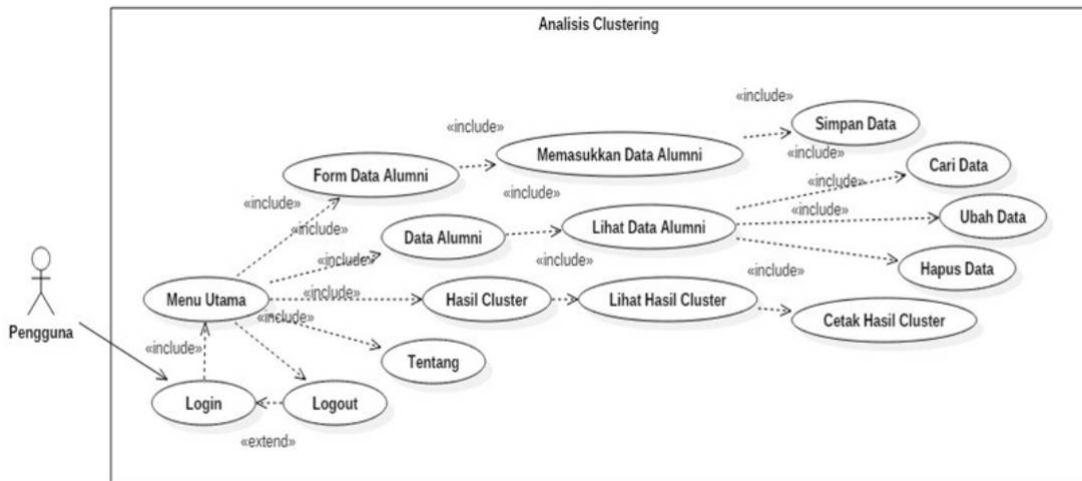 Analisis Clustering
«include»
Simpan Data
«include»
Memasukkan Data Alumni
«include»
Cari Data
Form Data Alumni
«include»
«include»
«include»
«include»
Ubah Data
«include»
Data Alumni
Lihat Data Alumni
«include»
«include»
«include»
Hapus Data
Menu Utama
«include»
Hasil Cluster
Lihat Hasil Cluster
«include»
Cetak Hasil Cluster
Pengguna
«include»
Tentang
Login
Logout
«extend»